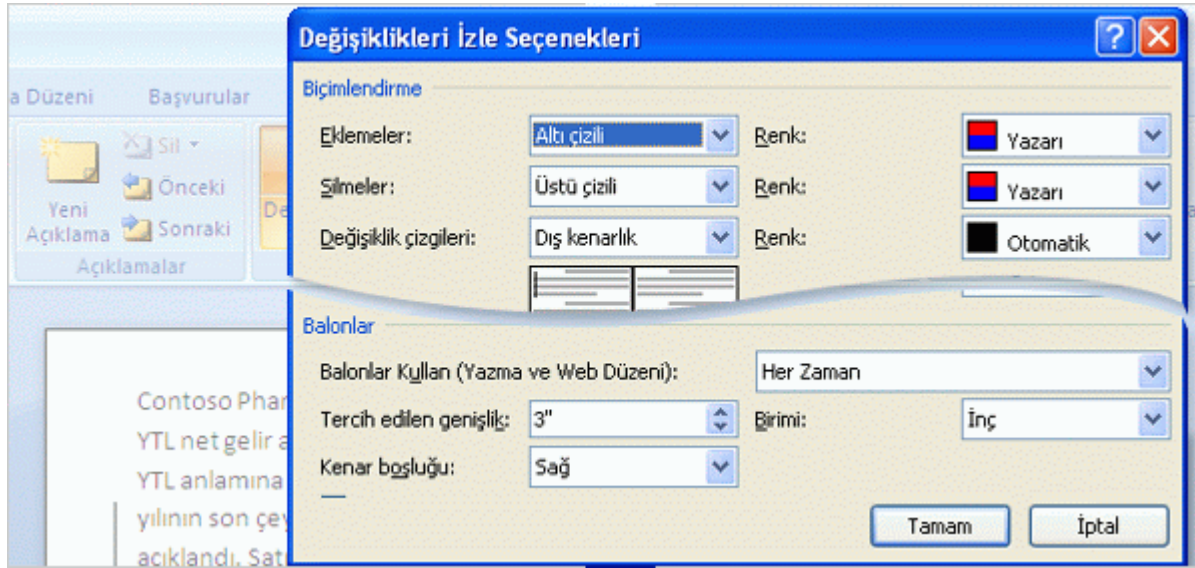 Değişiklikleri İzle Seçenekleri
Biçimlendirme
a Düzeni Başvurular
Eklemeler: Altı çizili Renk: Yazarı
Sil
Silmeler: Üstü çizili Renk: Yazarı
Önceki
Yeni
Açıklama Sonraki De
Değişiklik çizgileri: Dış kenarlık Renk: Otomatik
Açıklamalar
Balonlar
Balonlar Kullan (Yazma ve Web Düzeni): Her Zaman
Contoso Phar
Tercih edilen genişlik: 3" Birimi: İnç
YTL net gelir a
Kenar boşluğu: Sağ
YTL anlamına
yılının son çey
Tamam İptal
açıklandı. Satı